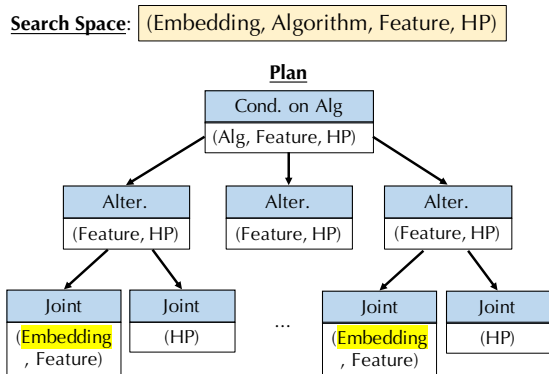 Search Space: (Embedding, Algorithm, Feature, HP)
Plan
Cond. on Alg
(Alg, Feature, HP)
Alter. Alter. Alter.
(Feature, HP) (Feature, HP) (Feature, HP)
Joint Joint Joint Joint
(Embedding (HP) ... (Embedding (HP)
, Feature) , Feature)